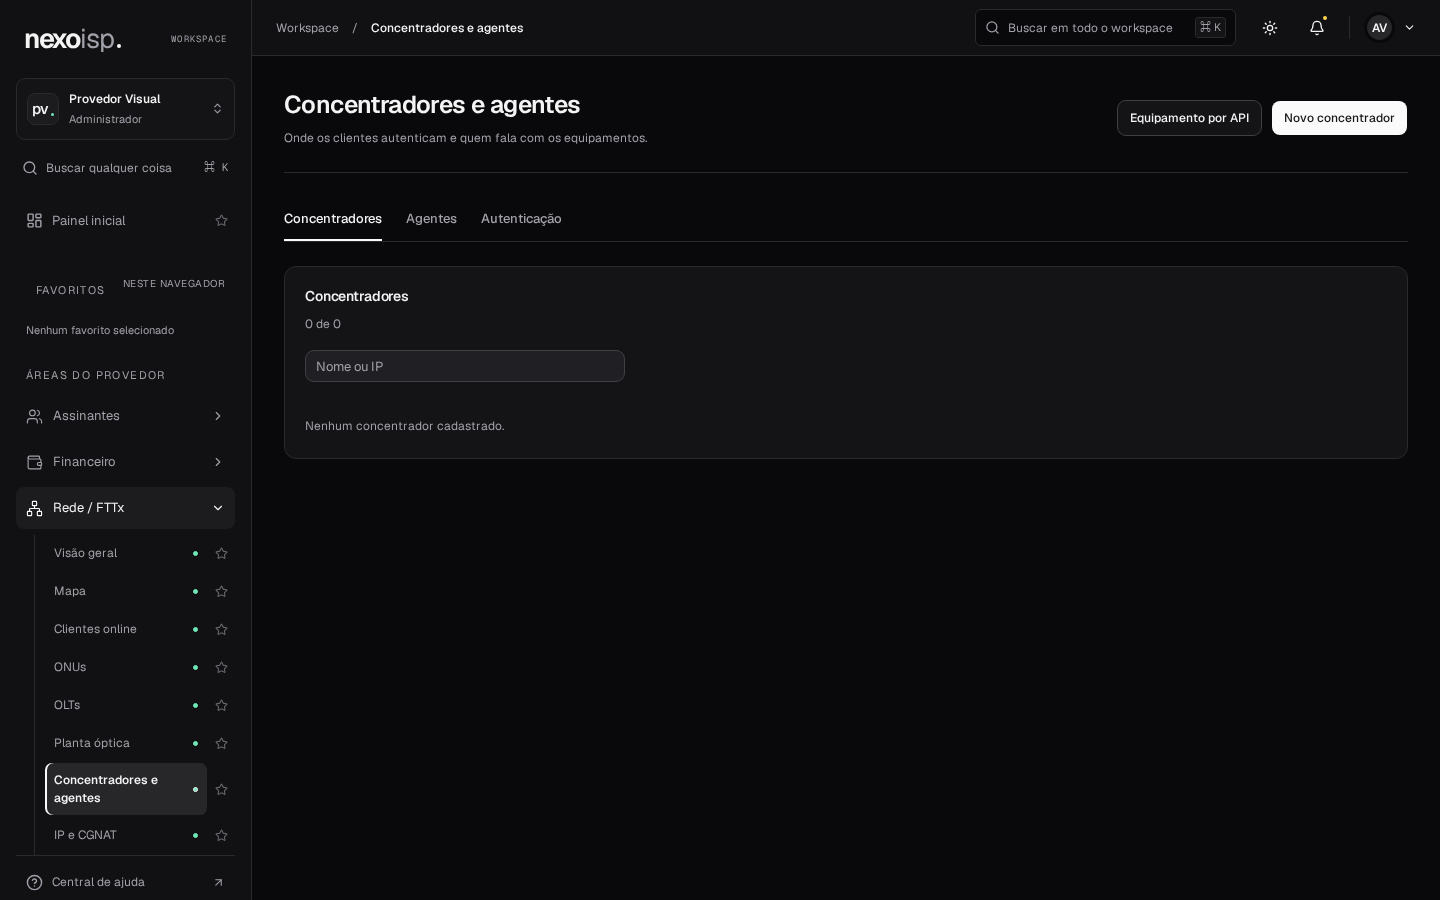 nexoisp.
WORKSPACE
pv.
Provedor Visual
Administrador
Buscar qualquer coisa
⌘ K
Painel inicial
FAVORITOS
NESTE NAVEGADOR
Nenhum favorito selecionado
ÁREAS DO PROVEDOR
Assinantes
Financeiro
Rede / FTTx
Visão geral
Mapa
Clientes online
ONUs
OLTs
Planta óptica
Concentradores e
agentes
IP e CGNAT
Central de ajuda
Workspace / Concentradores e agentes
Buscar em todo o workspace
⌘ K
AV
Concentradores e agentes
Onde os clientes autenticam e quem fala com os equipamentos.
Equipamento por API
Novo concentrador
Concentradores
Agentes
Autenticação
Concentradores
0 de 0
Nome ou IP
Nenhum concentrador cadastrado.